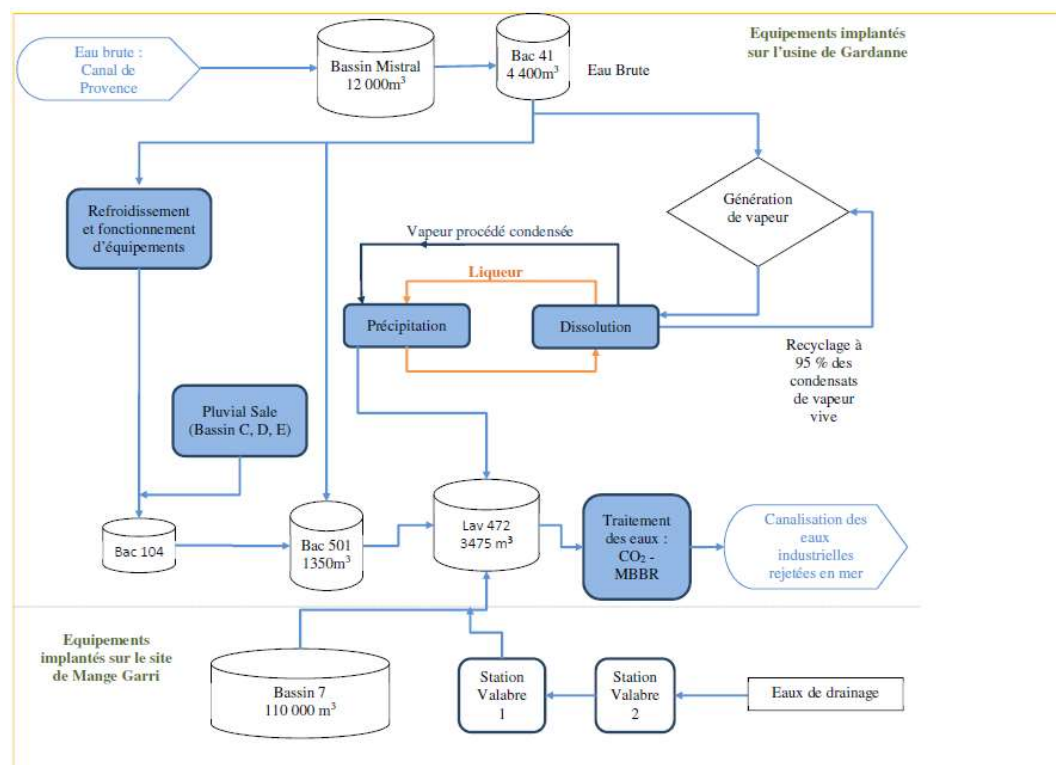 Equipements implantés
sur l'usine de Gardanne
Eau brute :
Canal de
Provence
Bassin Mistral
12 000m³
Bac 41
4 400m³
Eau Brute
Refroidissement
et fonctionnement
d'équipements
Génération
de vapeur
Vapeur procédé condensée
Liqueur
Précipitation
Dissolution
Recyclage à
95 % des
condensats
de vapeur
vive
Pluvial Sale
(Bassin C, D, E)
Bac 104
Bac 501
1350m³
Lav 472
3475 m³
Traitement
des eaux :
CO₂ -
MBBR
Canalisation des
eaux
industrielles
rejetées en mer
Equipements
implantés sur le site
de Mange Garri
Bassin 7
110 000 m³
Station
Valabre
1
Station
Valabre
2
Eaux de drainage